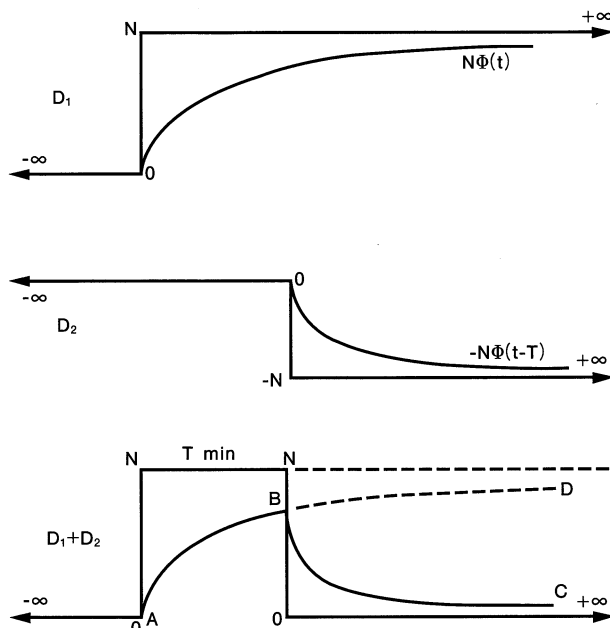 N
+∞
NΦ(t)
D₁
-∞
0
0
-∞
D₂
-NΦ(t-T)
+∞
-N
N
T min
N
B
D
D₁+D₂
C
-∞
+∞
0
A
0